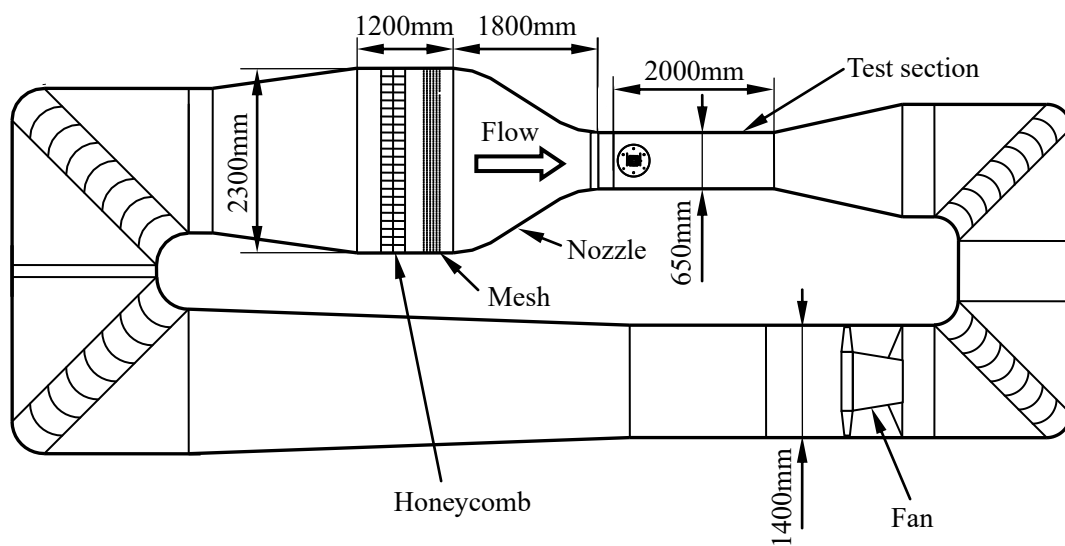 1200mm
1800mm
2000mm
Test section
Flow
2300mm
650mm
Nozzle
Mesh
Honeycomb
1400mm
Fan